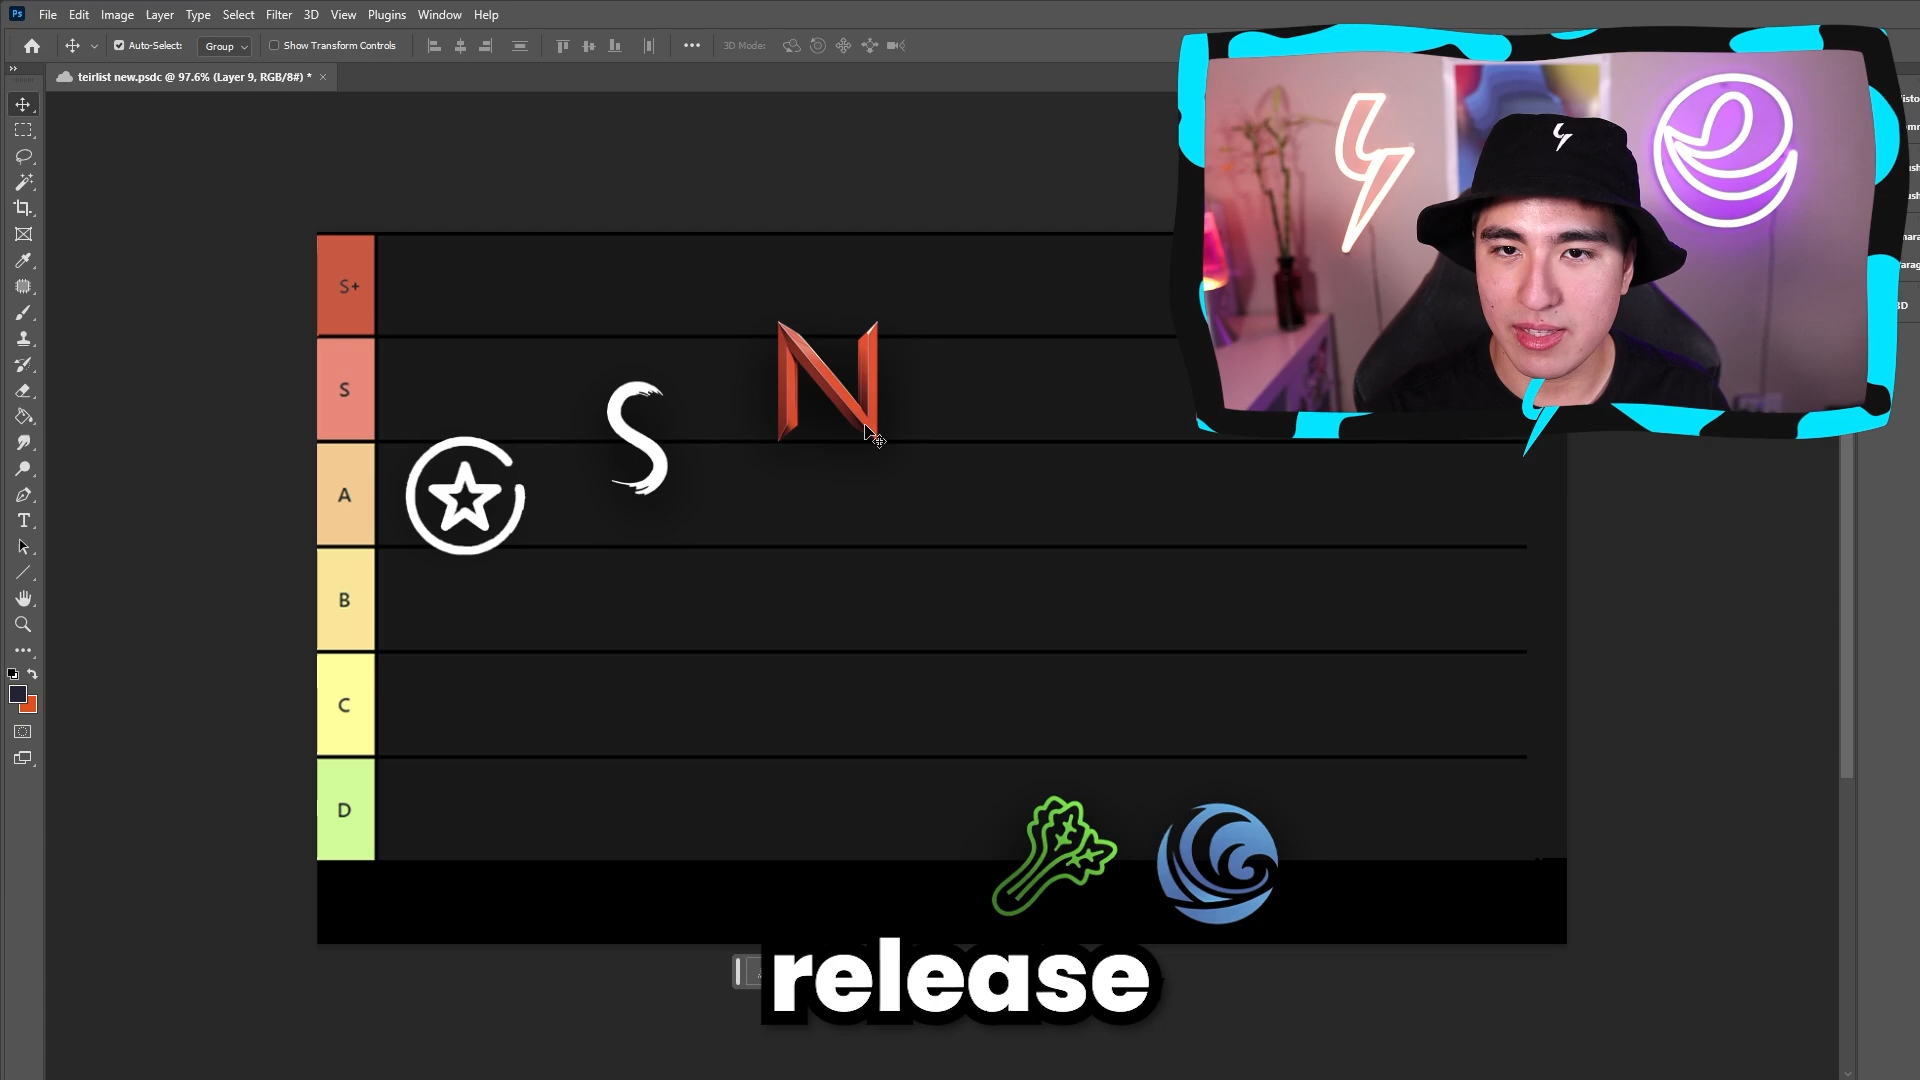 Ps File Edit Image Layer Type Select Filter 3D View Plugins Window Help
Auto-Select: Group Show Transform Controls 3D Mode:
teirlist new.psdc @ 97.6% (Layer 9, RGB/8#) *
S+
S
S
N
A
B
C
D
release